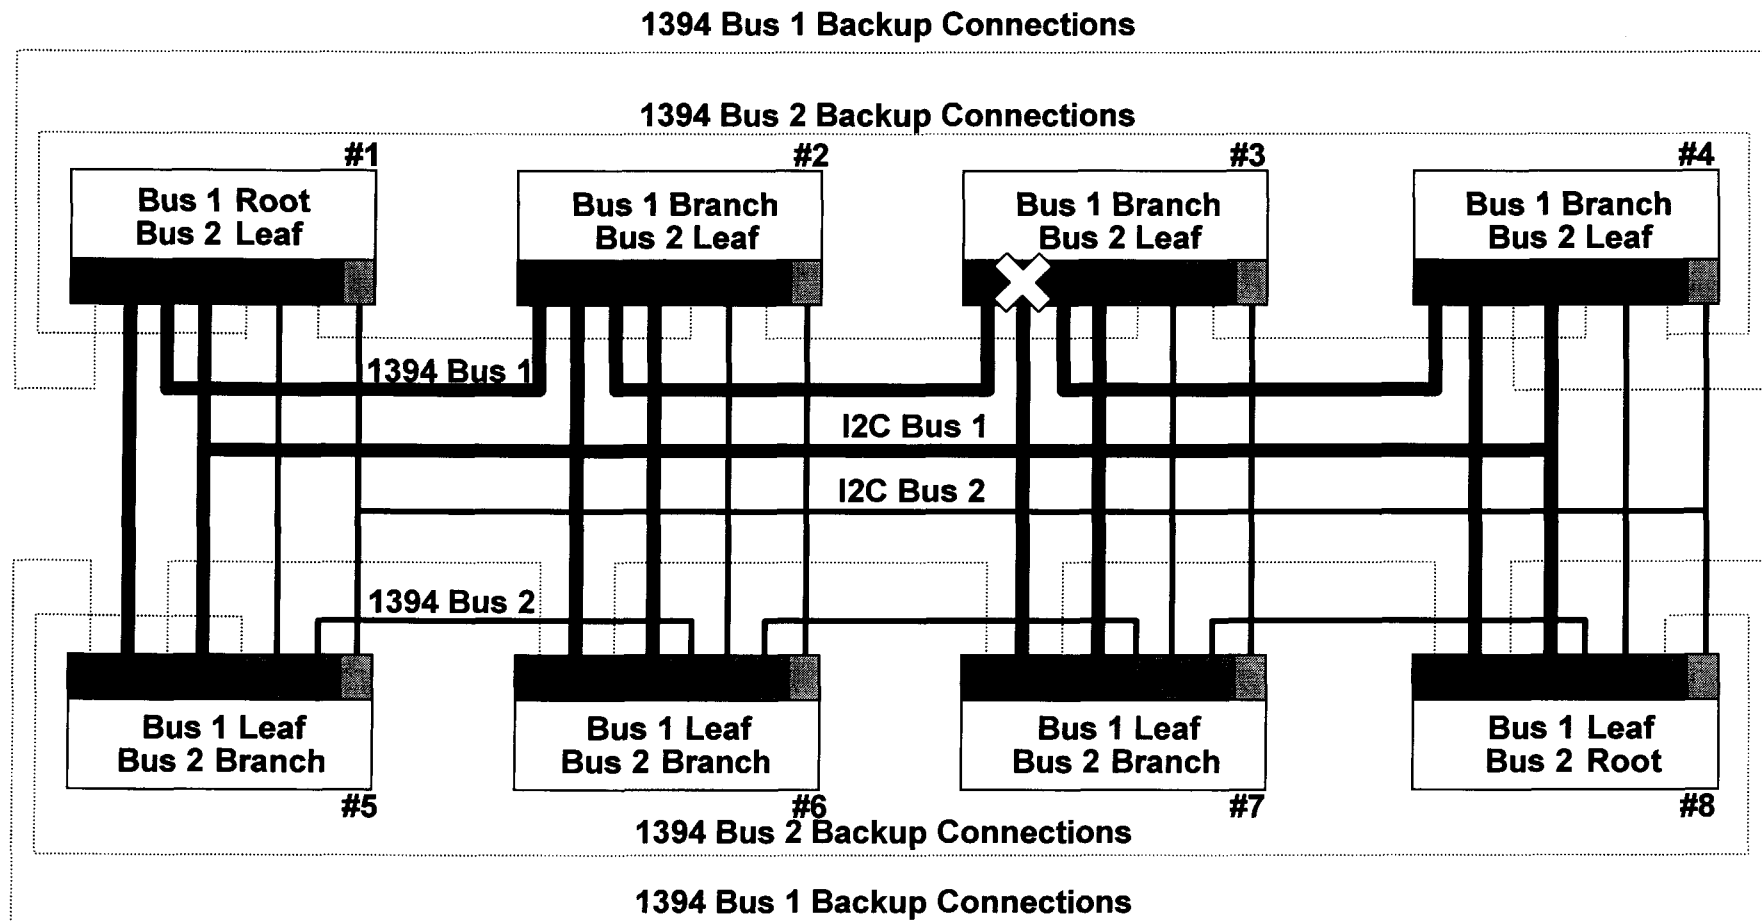 1394 Bus 1 Backup Connections
1394 Bus 2 Backup Connections
#1
#2
#3
#4
Bus 1 Root
Bus 2 Leaf
Bus 1 Branch
Bus 2 Leaf
Bus 1 Branch
Bus 2 Leaf
Bus 1 Branch
Bus 2 Leaf
1394 Bus 1
I2C Bus 1
I2C Bus 2
1394 Bus 2
Bus 1 Leaf
Bus 2 Branch
Bus 1 Leaf
Bus 2 Branch
Bus 1 Leaf
Bus 2 Branch
Bus 1 Leaf
Bus 2 Root
#5
#6
#7
#8
1394 Bus 2 Backup Connections
1394 Bus 1 Backup Connections